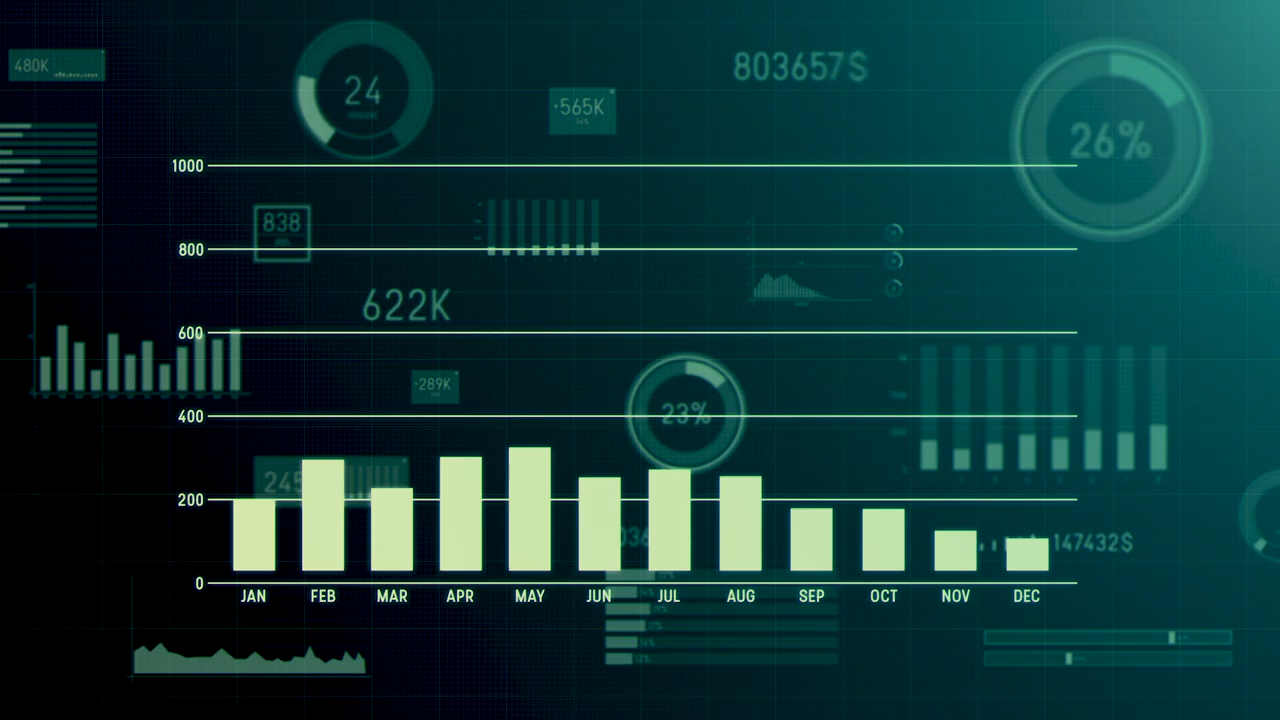 480K
24
803657$
-565K
26%
1000
838
800
622K
600
-289K
23%
400
245
200
036
147432$
0
JAN FEB MAR APR MAY JUN JUL AUG SEP OCT NOV DEC